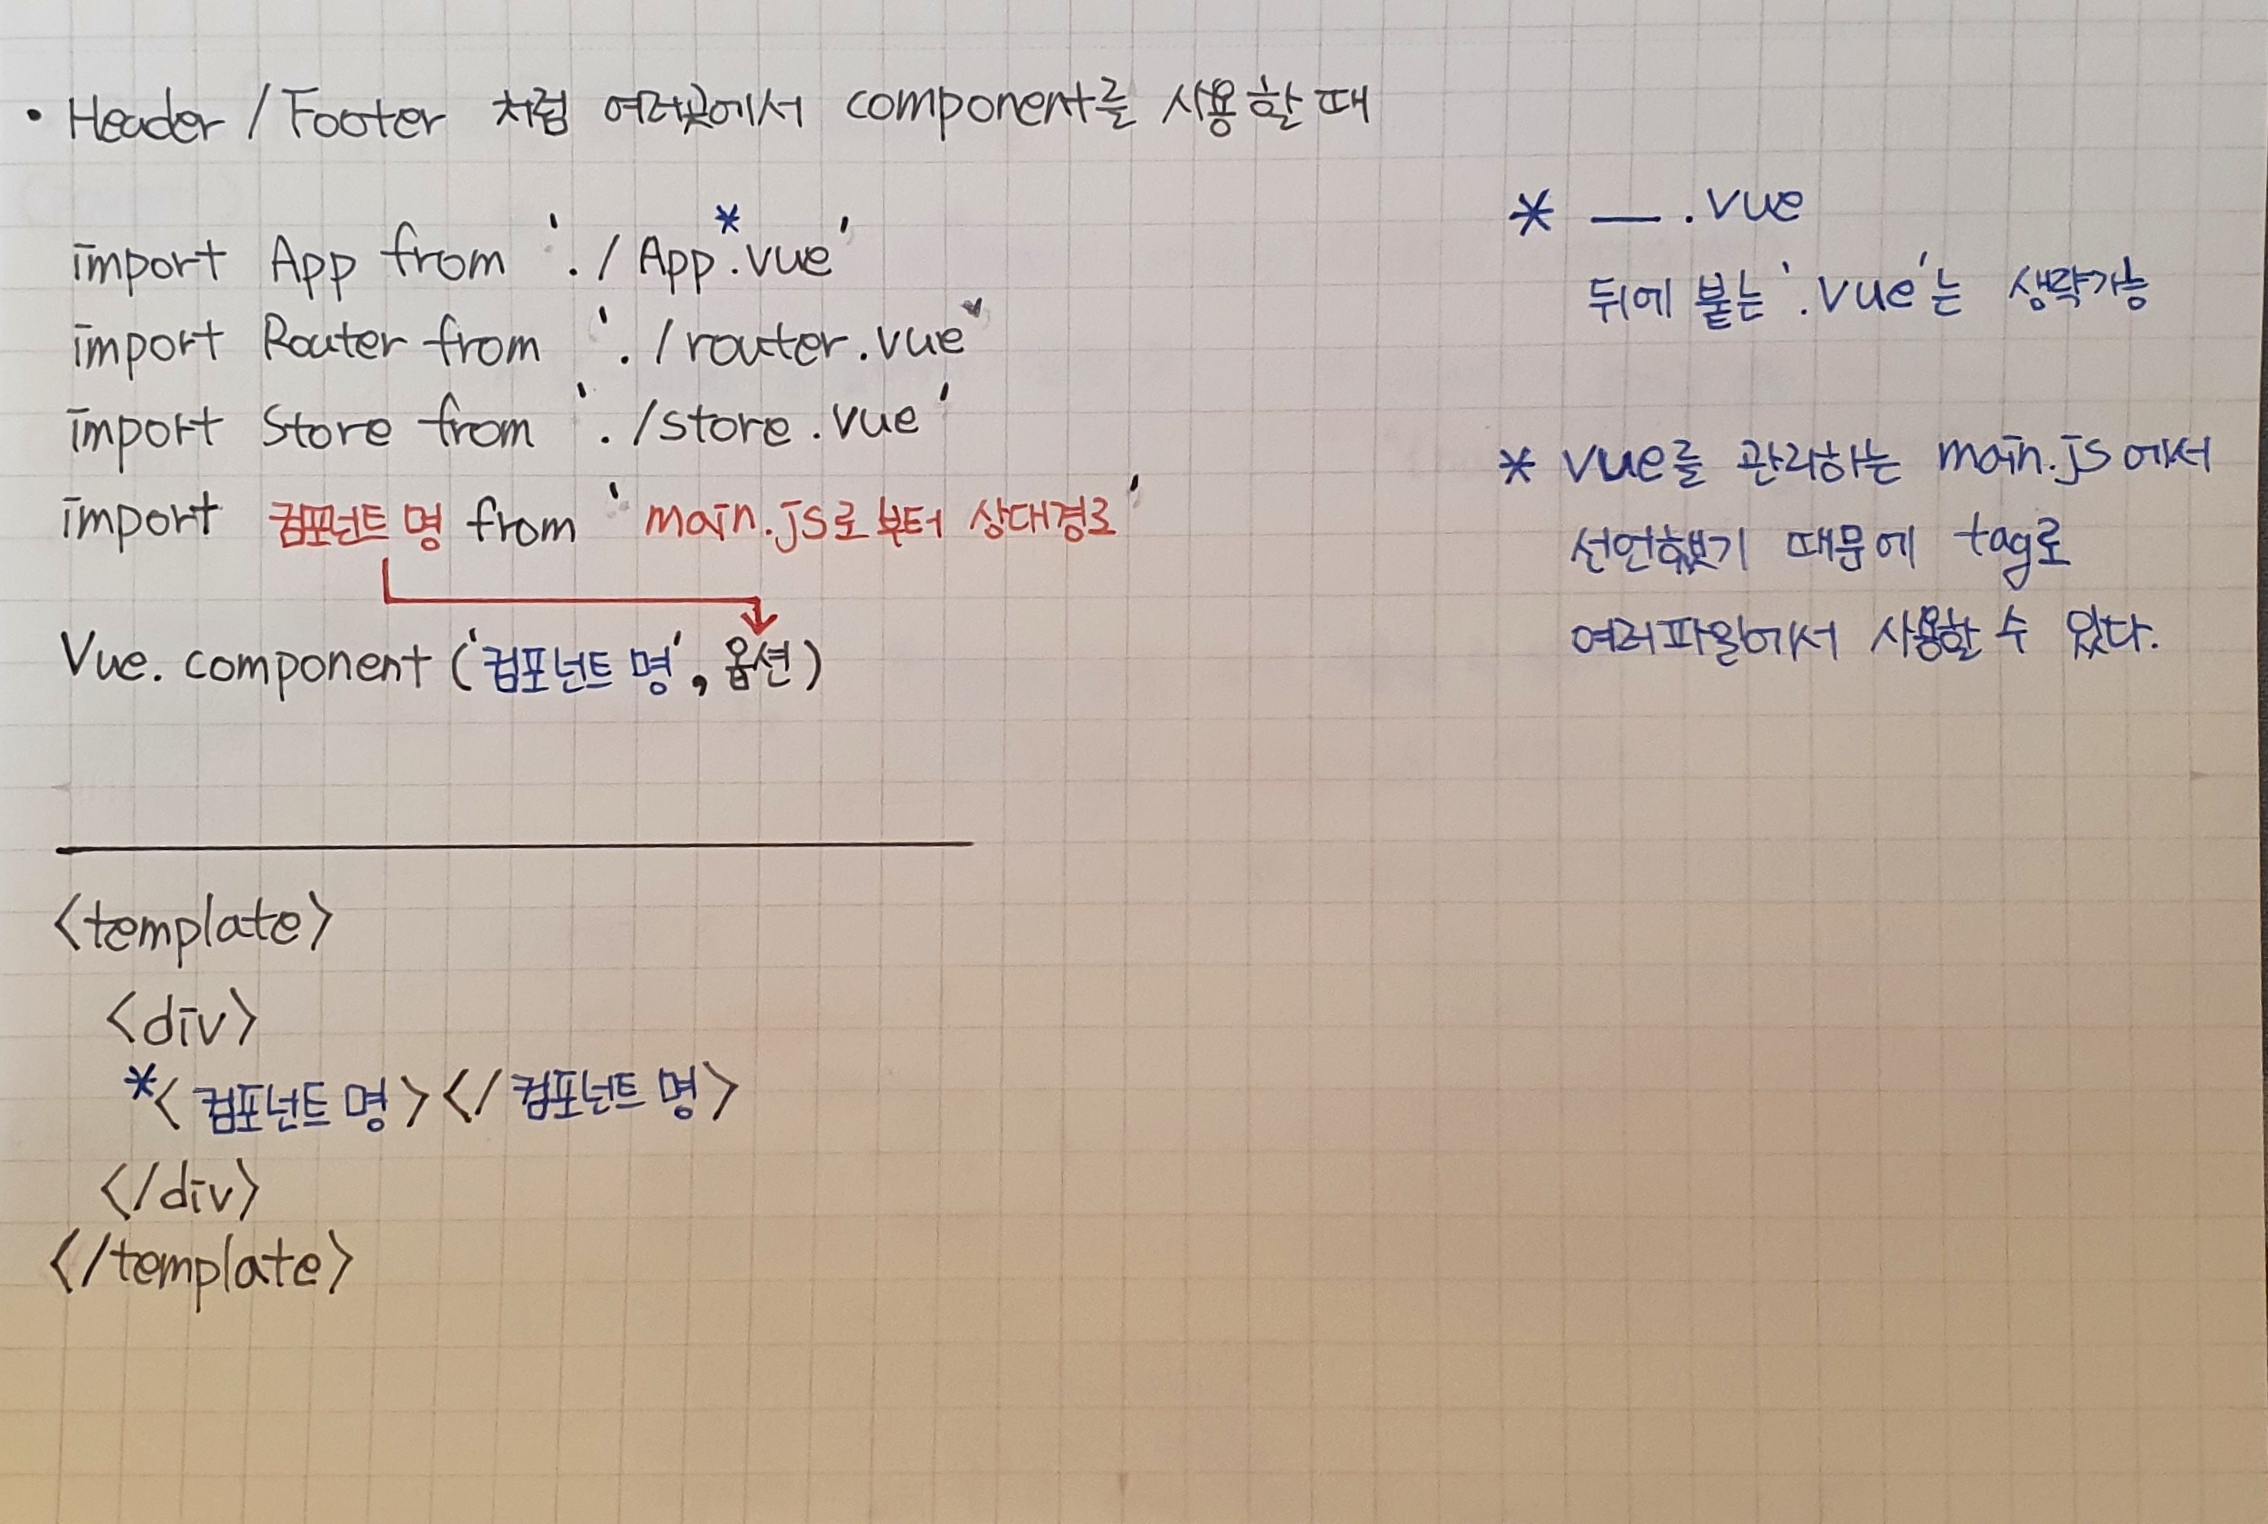 • Header / Footer 처럼 여러곳에서 component를 사용할 때
import App from './App*.vue'
import Router from './router.vue'
import Store from './store.vue'
import 컴포넌트 명 from 'main.js로부터 상대경로'
Vue.component('컴포넌트 명', 옵션)
<template>
<div>
*<컴포넌트 명></컴포넌트 명>
</div>
</template>
* __.vue
뒤에 붙는 '.vue'는 생략가능
* vue를 관리하는 main.js에서
선언했기 때문에 tag로
여러파일에서 사용할 수 있다.